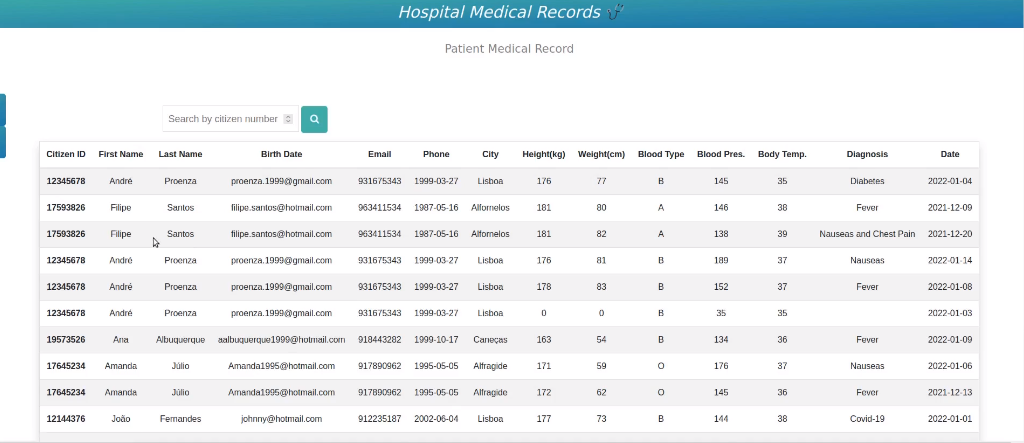 Hospital Medical Records
Patient Medical Record
Search by citizen number
Citizen ID First Name Last Name Birth Date Email Phone City Height(kg) Weight(cm) Blood Type Blood Pres. Body Temp. Diagnosis Date
12345678 André Proenza proenza.1999@gmail.com 931675343 1999-03-27 Lisboa 176 77 B 145 35 Diabetes 2022-01-04
17593826 Filipe Santos filipe.santos@hotmail.com 963411534 1987-05-16 Alfornelos 181 80 A 146 38 Fever 2021-12-09
17593826 Filipe Santos filipe.santos@hotmail.com 963411534 1987-05-16 Alfornelos 181 82 A 138 39 Nauseas and Chest Pain 2021-12-20
12345678 André Proenza proenza.1999@gmail.com 931675343 1999-03-27 Lisboa 176 81 B 189 37 Nauseas 2022-01-14
12345678 André Proenza proenza.1999@gmail.com 931675343 1999-03-27 Lisboa 178 83 B 152 37 Fever 2022-01-08
12345678 André Proenza proenza.1999@gmail.com 931675343 1999-03-27 Lisboa 0 0 B 35 35 2022-01-03
19573526 Ana Albuquerque aalbuquerque1999@hotmail.com 918443282 1999-10-17 Caneças 163 54 B 134 36 Fever 2022-01-09
17645234 Amanda Júlio Amanda1995@hotmail.com 917890962 1995-05-05 Alfragide 171 59 O 176 37 Nauseas 2022-01-06
17645234 Amanda Júlio Amanda1995@hotmail.com 917890962 1995-05-05 Alfragide 172 62 O 145 36 Fever 2021-12-13
12144376 João Fernandes johnny@hotmail.com 912235187 2002-06-04 Lisboa 177 73 B 144 38 Covid-19 2022-01-01